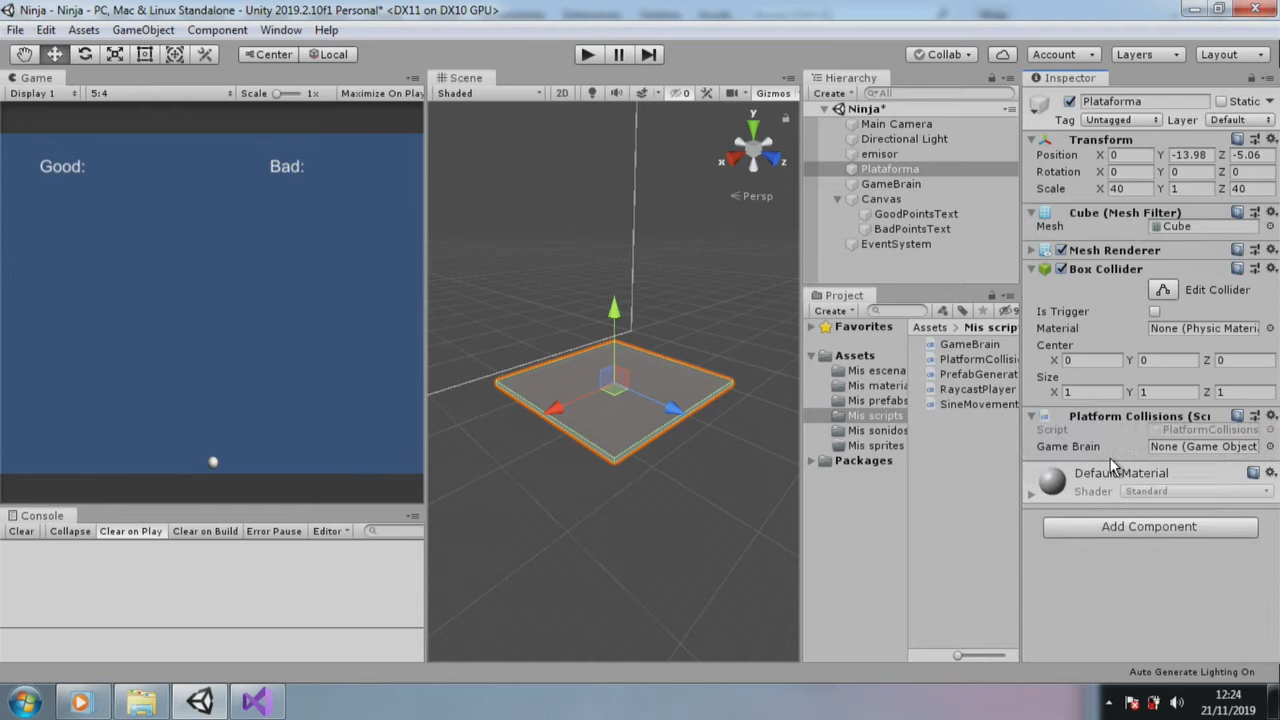 Ninja - Ninja - PC, Mac & Linux Standalone - Unity 2019.2.10f1 Personal* <DX11 on DX10 GPU>
File Edit Assets GameObject Component Window Help
Center Local Collab Account Layers Layout
Game
Display 1 5:4 Scale 1x Maximize On Play
Good: Bad:
Console
Clear Collapse Clear on Play Clear on Build Error Pause Editor
Scene
Shaded 2D 0 Gizmos
y
x z
Persp
Hierarchy
Create All
Ninja*
Main Camera
Directional Light
emisor
Plataforma
GameBrain
Canvas
GoodPointsText
BadPointsText
EventSystem
Project
Create 9
Favorites
Assets
Mis escena
Mis materia
Mis prefabs
Mis scripts
Mis sonidos
Mis sprites
Packages
Assets > Mis scrip
GameBrain
PlatformCollisi
PrefabGenerat
RaycastPlayer
SineMovement
Inspector
Plataforma Static
Tag Untagged Layer Default
Transform
Position X 0 Y -13.98 Z -5.06
Rotation X 0 Y 0 Z 0
Scale X 40 Y 1 Z 40
Cube (Mesh Filter)
Mesh Cube
Mesh Renderer
Box Collider
Edit Collider
Is Trigger
Material None (Physic Materi
Center
X 0 Y 0 Z 0
Size
X 1 Y 1 Z 1
Platform Collisions (Scr
Script PlatformCollisions
Game Brain None (Game Object
Default-Material
Shader Standard
Add Component
Auto Generate Lighting On
12:24
21/11/2019